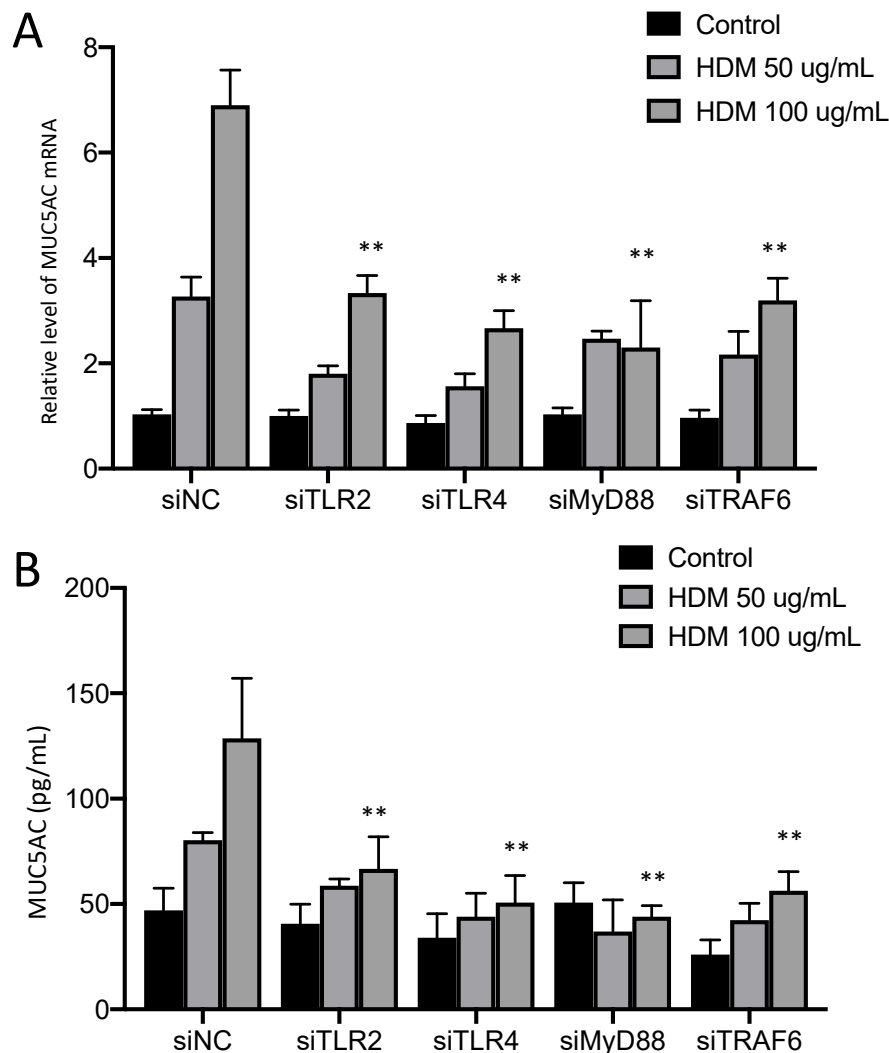 A
Control
HDM 50 ug/mL
HDM 100 ug/mL
Relative level of MUC5AC mRNA
8
6
4
2
0
** ** ** **
siNC siTLR2 siTLR4 siMyD88 siTRAF6
B
Control
HDM 50 ug/mL
HDM 100 ug/mL
MUC5AC (pg/mL)
200
150
100
50
0
** ** ** **
siNC siTLR2 siTLR4 siMyD88 siTRAF6